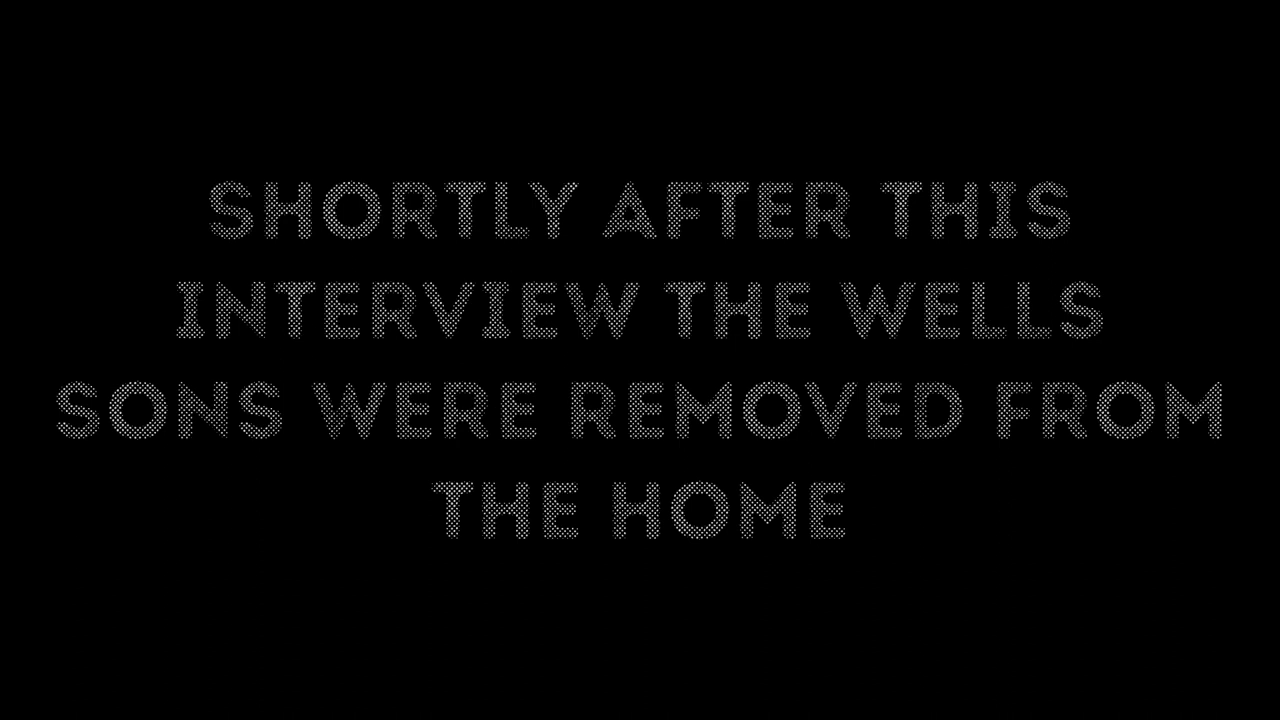 SHORTLY AFTER THIS
INTERVIEW THE WELLS
SONS WERE REMOVED FROM
THE HOME